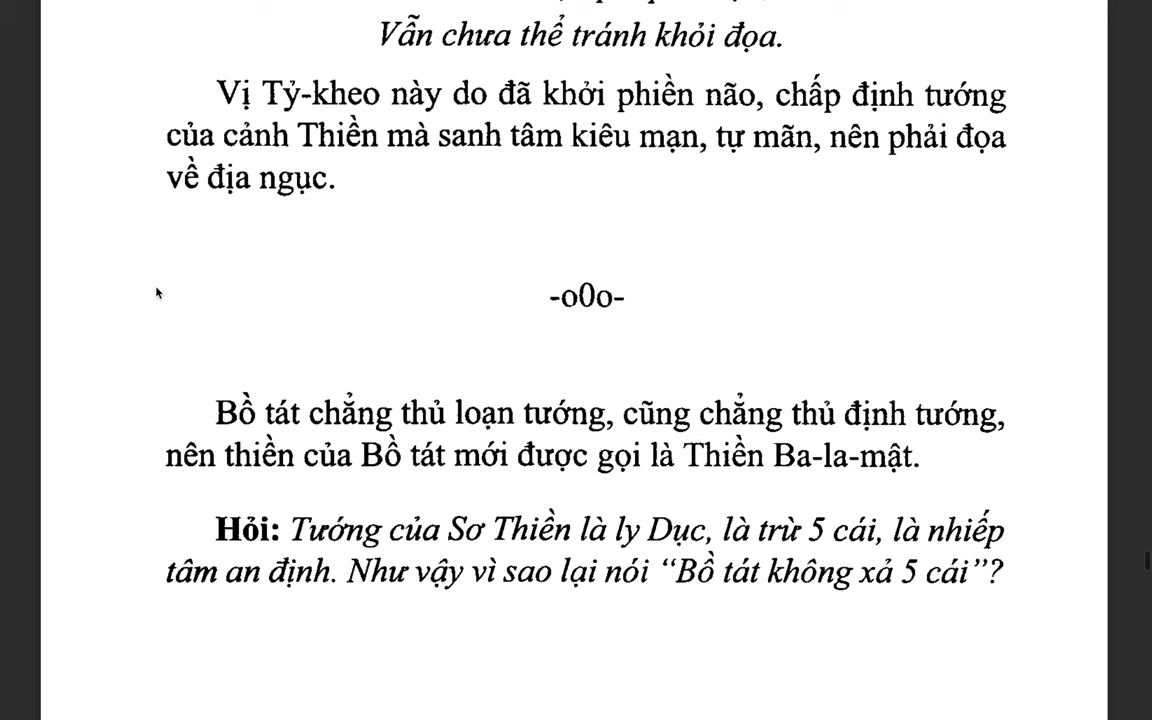 Vẫn chưa thể tránh khỏi đọa.
Vị Tỷ-kheo này do đã khởi phiền não, chấp định tướng
của cảnh Thiền mà sanh tâm kiêu mạn, tự mãn, nên phải đọa
về địa ngục.
-o0o-
Bồ tát chẳng thủ loạn tướng, cũng chẳng thủ định tướng,
nên thiền của Bồ tát mới được gọi là Thiền Ba-la-mật.
Hỏi: Tướng của Sơ Thiền là ly Dục, là trừ 5 cái, là nhiếp
tâm an định. Như vậy vì sao lại nói “Bồ tát không xả 5 cái”?